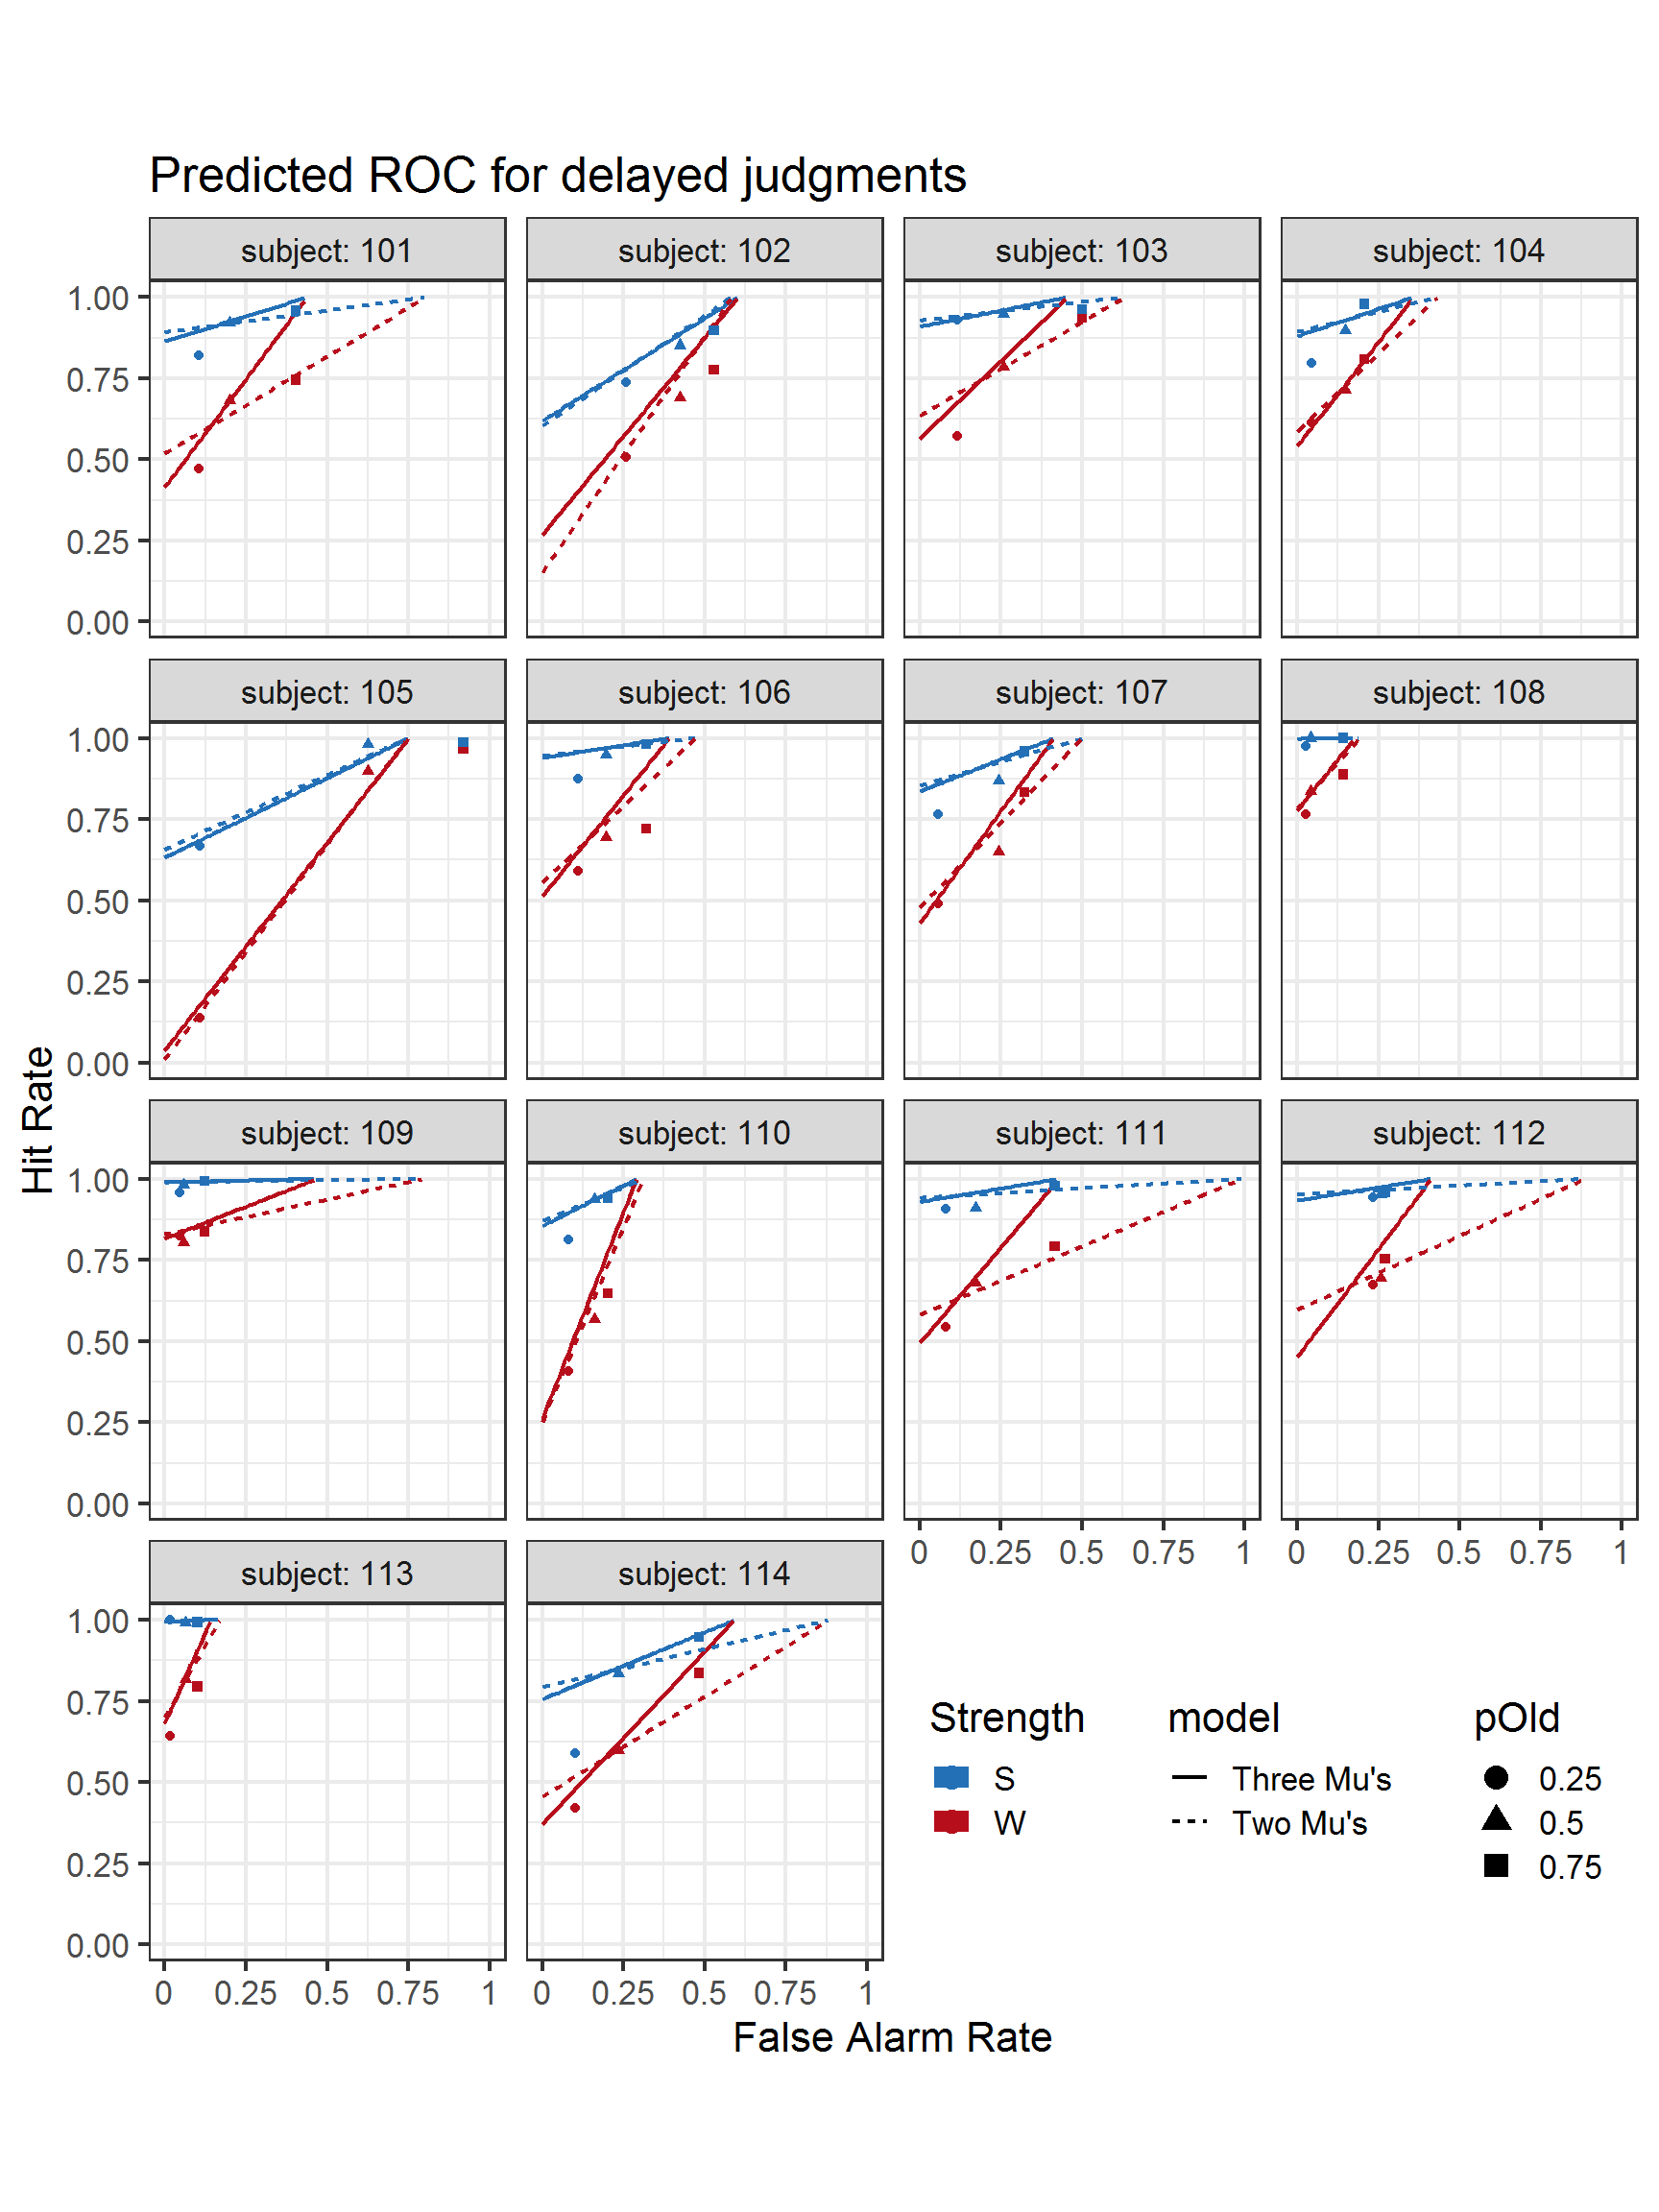 Predicted ROC for delayed judgments
subject: 101
subject: 102
subject: 103
subject: 104
1.00
0.75
0.50
0.25
0.00
subject: 105
subject: 106
subject: 107
subject: 108
1.00
0.75
0.50
0.25
0.00
Hit Rate
subject: 109
subject: 110
subject: 111
subject: 112
1.00
0.75
0.50
0.25
0.00
0 0.25 0.5 0.75 1
0 0.25 0.5 0.75 1
subject: 113
subject: 114
1.00
0.75
0.50
0.25
0.00
0 0.25 0.5 0.75 1
0 0.25 0.5 0.75 1
False Alarm Rate
Strength
S
W
model
Three Mu's
Two Mu's
pOld
0.25
0.5
0.75